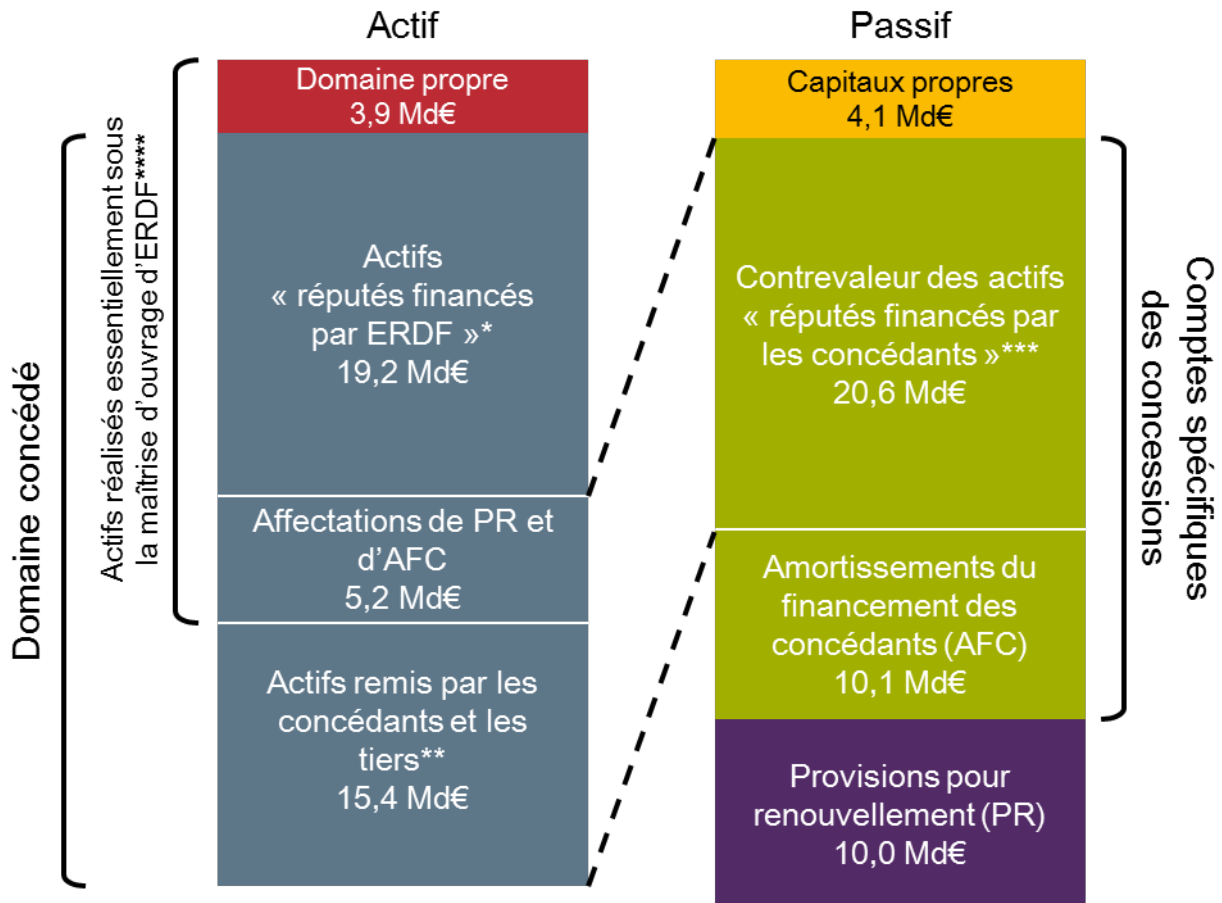 Actif
Passif
Domaine concédé
Actifs réalisés essentiellement sous
la maîtrise d'ouvrage d'ERDF****
Domaine propre
3,9 Md€
Actifs
« réputés financés
par ERDF »*
19,2 Md€
Affectations de PR et
d'AFC
5,2 Md€
Actifs remis par les
concédants et les
tiers**
15,4 Md€
Capitaux propres
4,1 Md€
Contrevaleur des actifs
« réputés financés par
les concédants »***
20,6 Md€
Amortissements du
financement des
concédants (AFC)
10,1 Md€
Provisions pour
renouvellement (PR)
10,0 Md€
Comptes spécifiques
des concessions